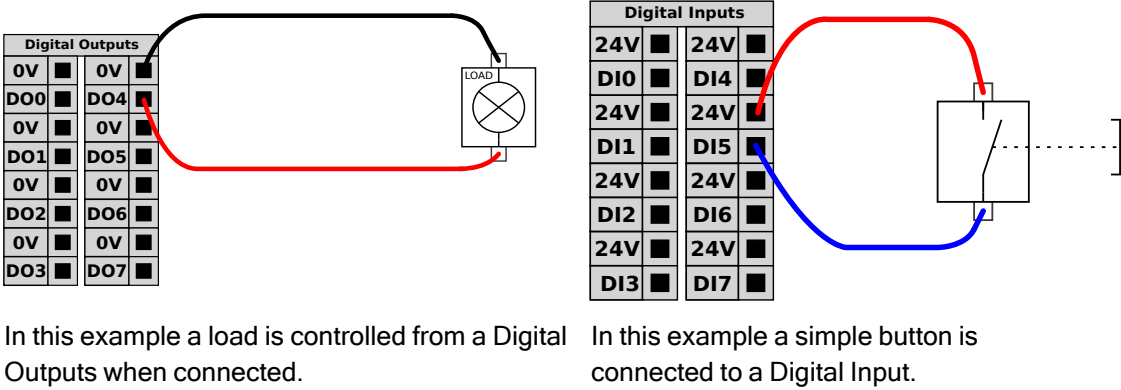 Digital Outputs
0V 0V
DO0 DO4
0V 0V
DO1 DO5
0V 0V
DO2 DO6
0V 0V
DO3 DO7
LOAD
In this example a load is controlled from a Digital
Outputs when connected.
Digital Inputs
24V 24V
DI0 DI4
24V 24V
DI1 DI5
24V 24V
DI2 DI6
24V 24V
DI3 DI7
In this example a simple button is
connected to a Digital Input.